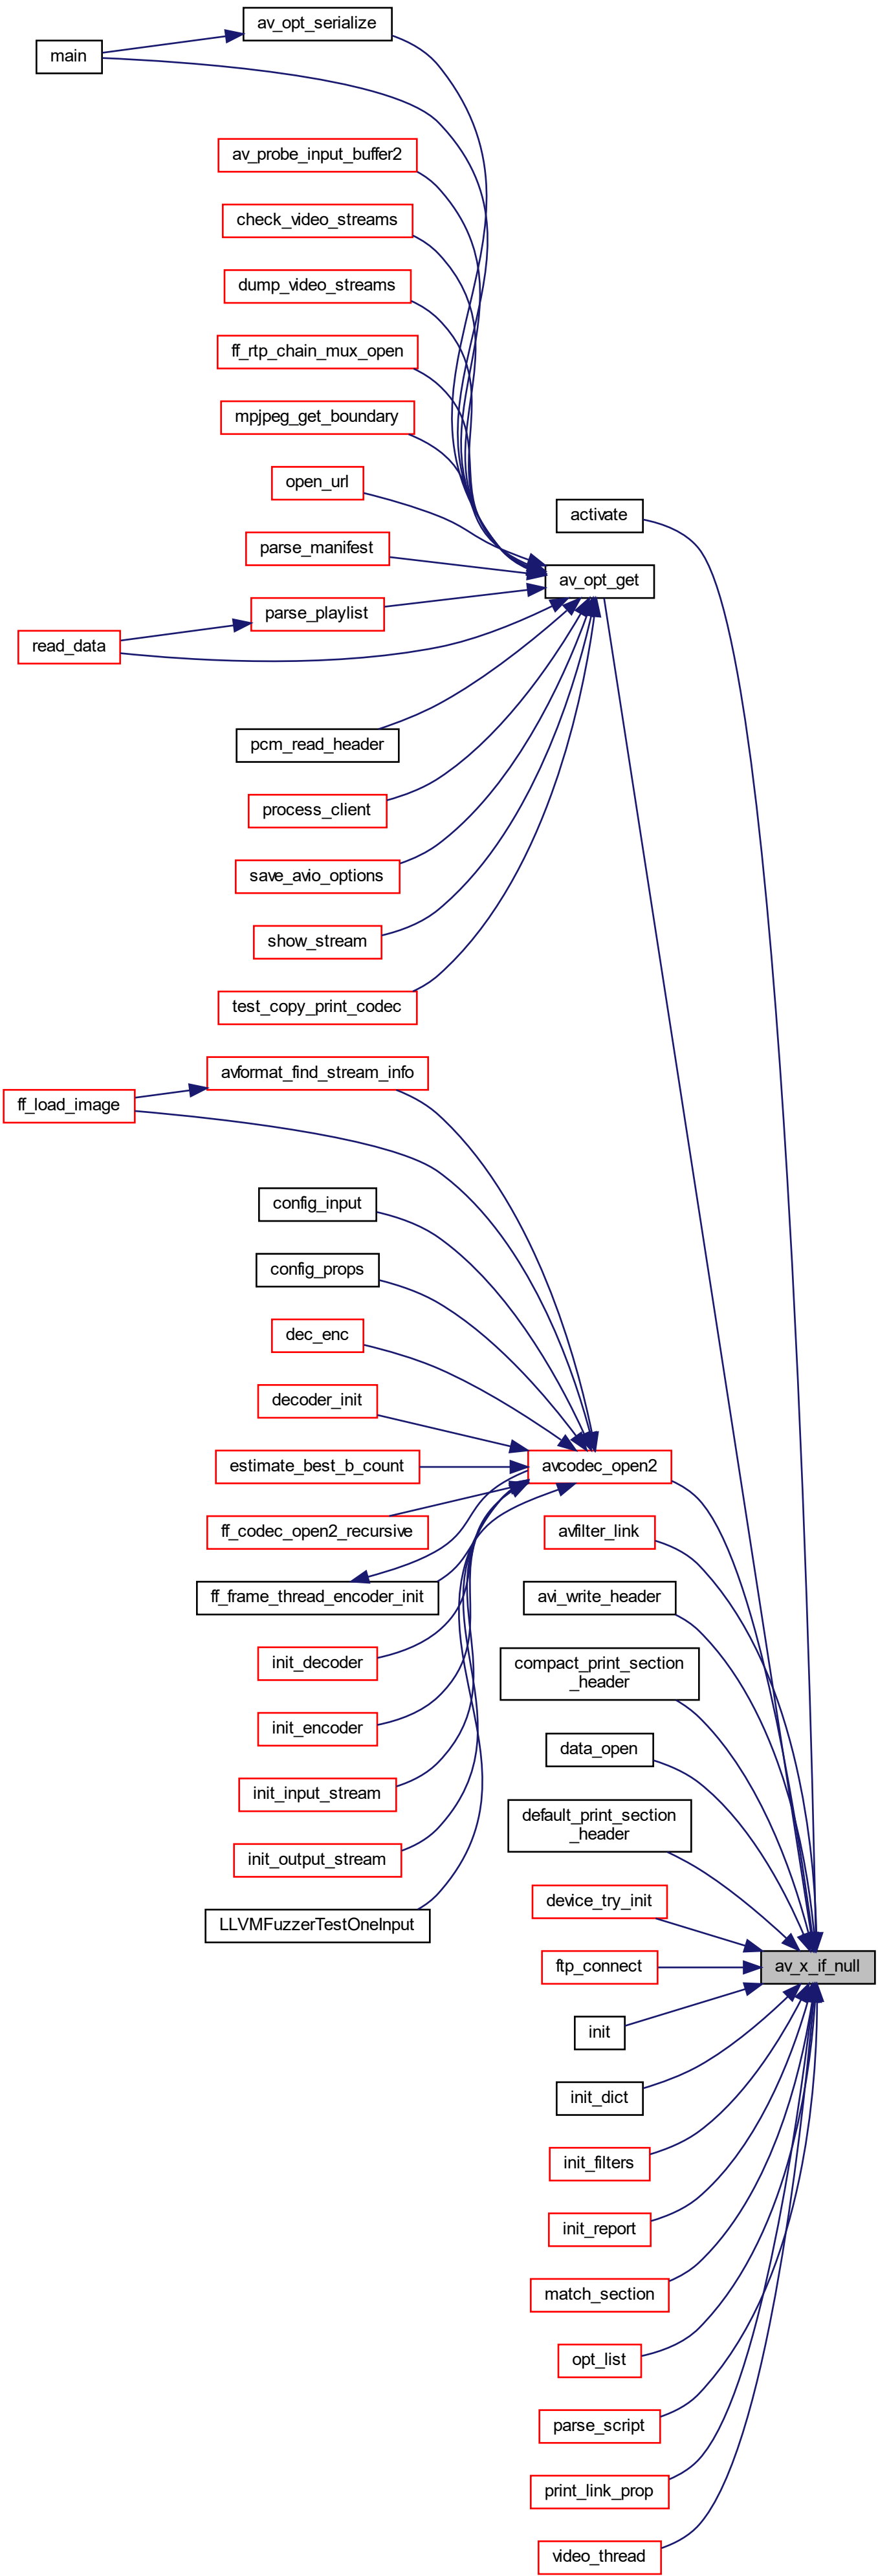 av_opt_serialize
main
av_probe_input_buffer2
check_video_streams
dump_video_streams
ff_rtp_chain_mux_open
mpjpeg_get_boundary
open_url
activate
parse_manifest
av_opt_get
parse_playlist
read_data
pcm_read_header
process_client
save_avio_options
show_stream
test_copy_print_codec
avformat_find_stream_info
ff_load_image
config_input
config_props
dec_enc
decoder_init
estimate_best_b_count
avcodec_open2
ff_codec_open2_recursive
avfilter_link
ff_frame_thread_encoder_init
avi_write_header
init_decoder
compact_print_section
_header
init_encoder
data_open
init_input_stream
default_print_section
_header
init_output_stream
device_try_init
LLVMFuzzerTestOneInput
ftp_connect
av_x_if_null
init
init_dict
init_filters
init_report
match_section
opt_list
parse_script
print_link_prop
video_thread